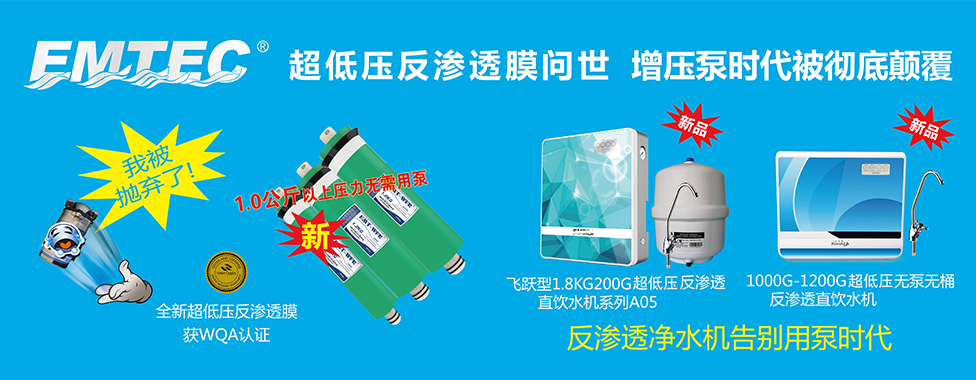 EMTEC®
超低压反渗透膜问世 增压泵时代被彻底颠覆
我被
抛弃了!
1.0公斤以上压力无需用泵
新
全新超低压反渗透膜
获WQA认证
新品
飞跃型1.8KG200G超低压反渗透
直饮水机系列A05
新品
1000G-1200G超低压无泵无桶
反渗透直饮水机
反渗透净水机告别用泵时代